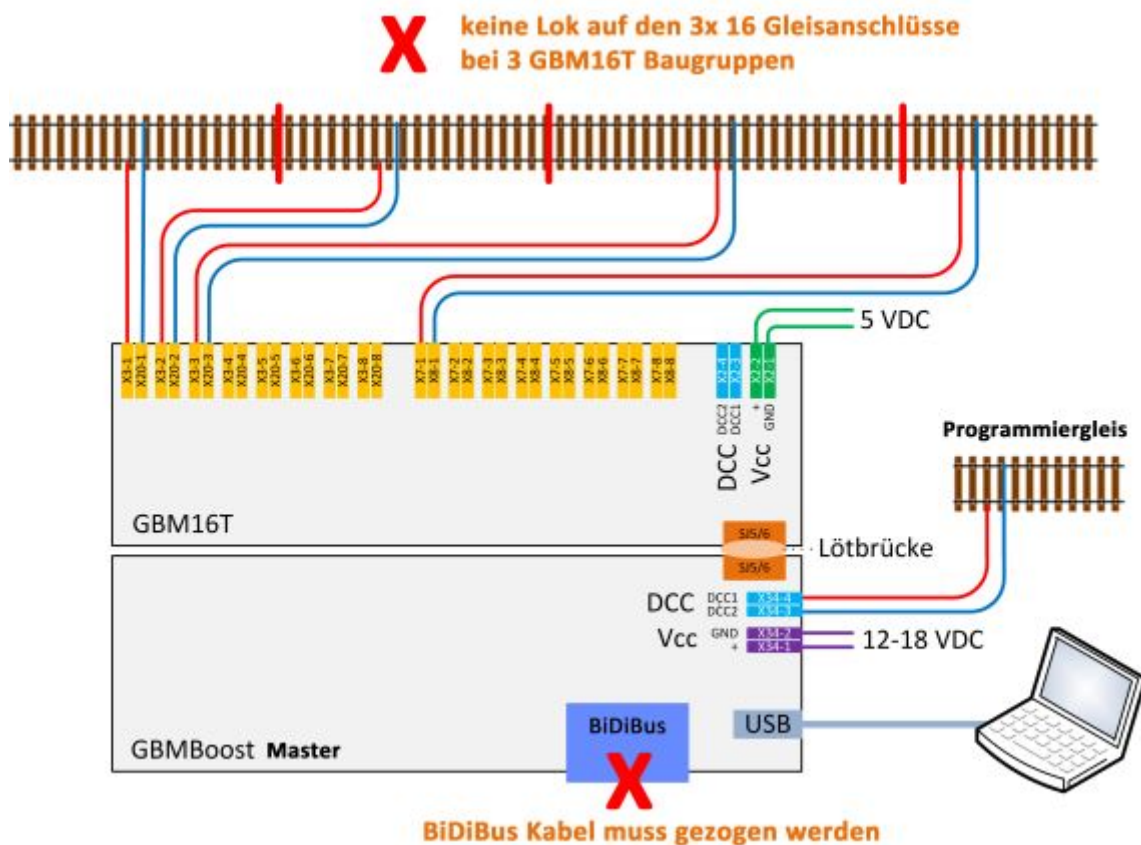 keine Lok auf den 3x 16 Gleisanschlüsse
bei 3 GBM16T Baugruppen
5 VDC
X3-1
X20-1
X3-2
X20-2
X3-3
X20-3
X3-4
X20-4
X3-5
X20-5
X3-6
X20-6
X3-7
X20-7
X3-8
X20-8
X7-1
X8-1
X7-2
X8-2
X7-3
X8-3
X7-4
X8-4
X7-5
X8-5
X7-6
X8-6
X7-7
X8-7
X7-8
X8-8
X2-4
X2-3
X2-2
X2-1
DCC2
DCC1
+
GND
DCC
Vcc
Programmiergleis
GBM16T
SJ5/6
Lötbrücke
SJ5/6
DCC
DCC1
X34-4
DCC2
X34-3
Vcc
GND
X34-2
+
X34-1
12-18 VDC
BiDiBus
USB
GBMBoost Master
BiDiBus Kabel muss gezogen werden